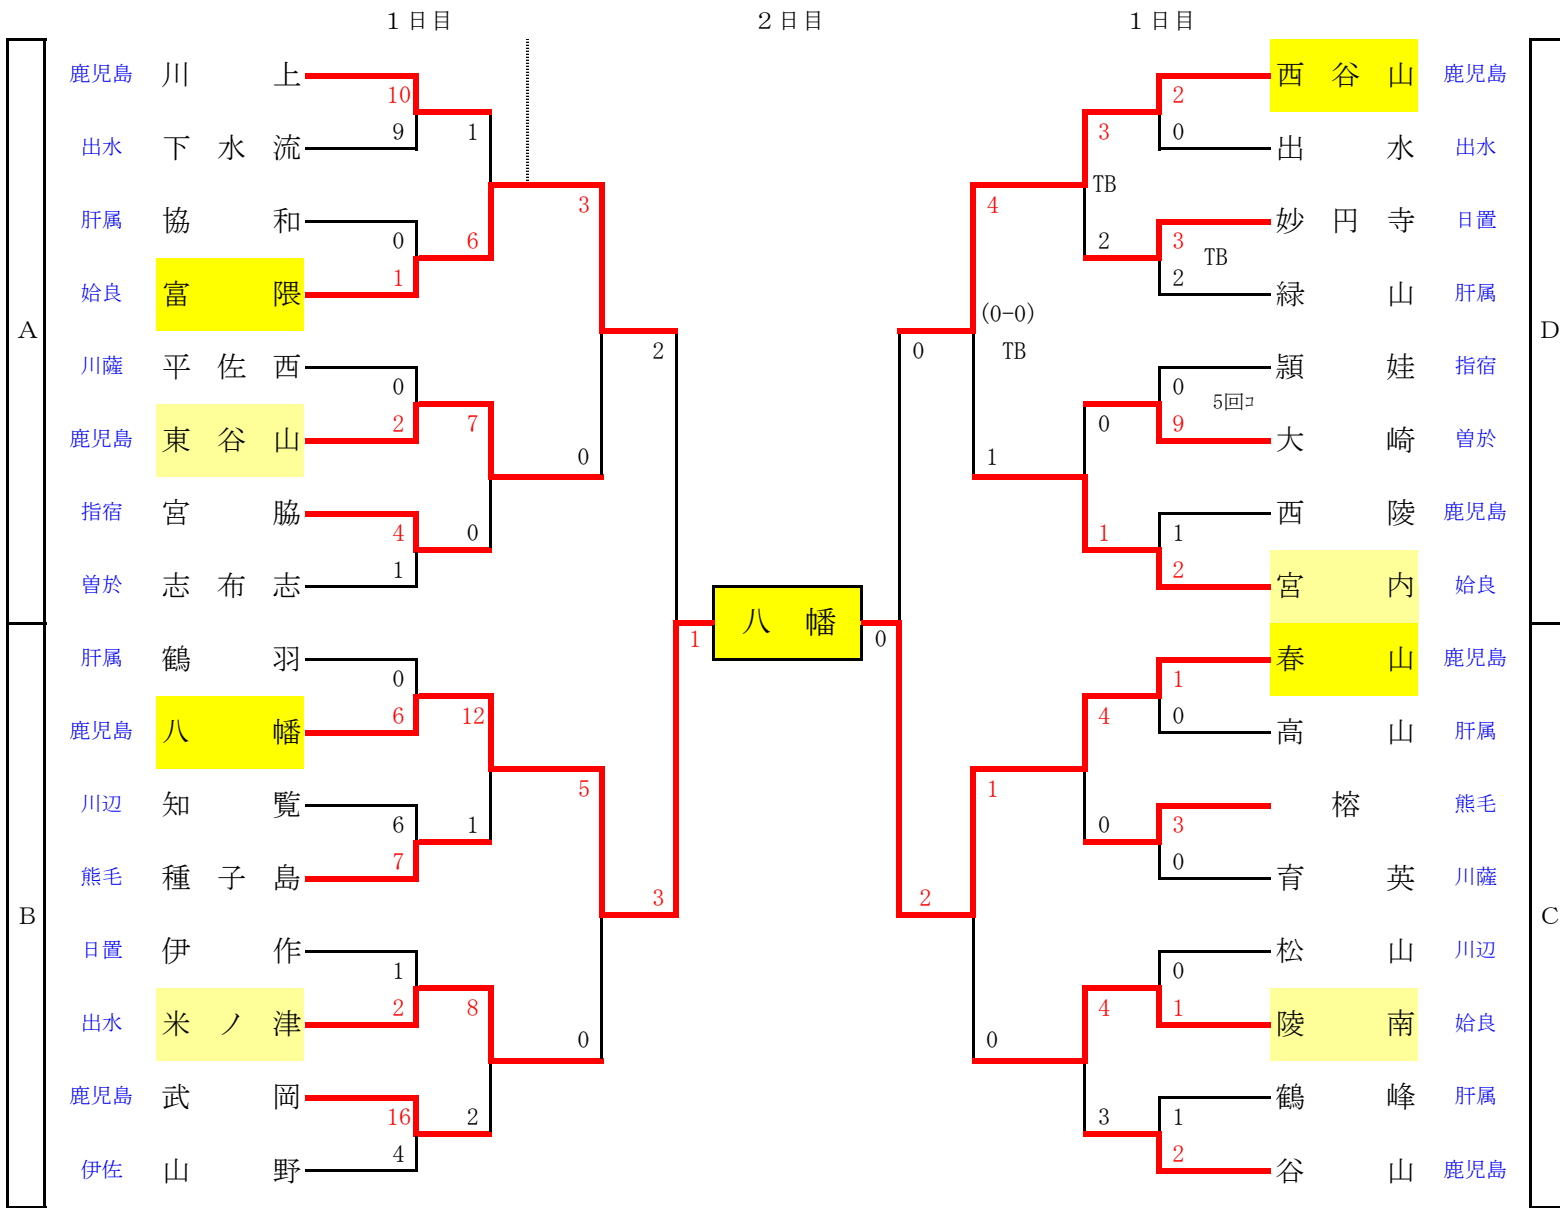 １日目
２日目
１日目
A
鹿児島 川上
10
9
出水 下水流
1
肝属 協和
0
6
1
姶良 富隈
3
川薩 平佐西
0
2
鹿児島 東谷山
7
指宿 宮脇
4
0
1
曽於 志布志
0
2
B
肝属 鶴羽
0
6
鹿児島 八幡
12
川辺 知覧
6
1
7
熊毛 種子島
5
日置 伊作
1
2
出水 米ノ津
8
鹿児島 武岡
16
2
4
伊佐 山野
0
3
1
八幡
0
D
西谷山 鹿児島
2
0
出水 出水
3
TB
妙円寺 日置
3
TB
2
2
緑山 肝属
4
(0-0)
TB
0
頴娃 指宿
0
5回ｺ
9
大崎 曽於
0
西陵 鹿児島
1
1
2
宮内 姶良
1
C
春山 鹿児島
1
0
高山 肝属
4
榕 熊毛
3
0
0
育英 川薩
1
2
松山 川辺
0
1
陵南 姶良
4
鶴峰 肝属
1
3
2
谷山 鹿児島
0